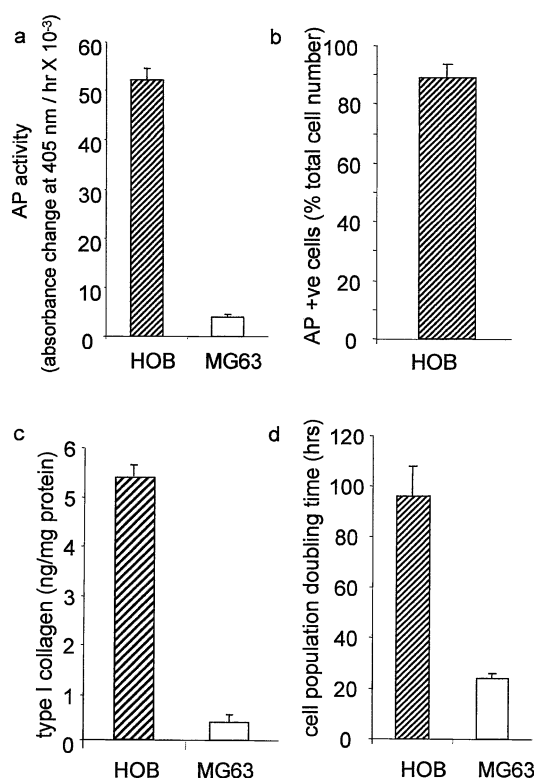 a
AP activity
(absorbance change at 405 nm / hr X 10-3)
60
50
40
30
20
10
0
HOB MG63
b
AP +ve cells (% total cell number)
100
80
60
40
20
0
HOB
c
type I collagen (ng/mg protein)
6
5
4
3
2
1
0
HOB MG63
d
cell population doubling time (hrs)
120
100
80
60
40
20
0
HOB MG63